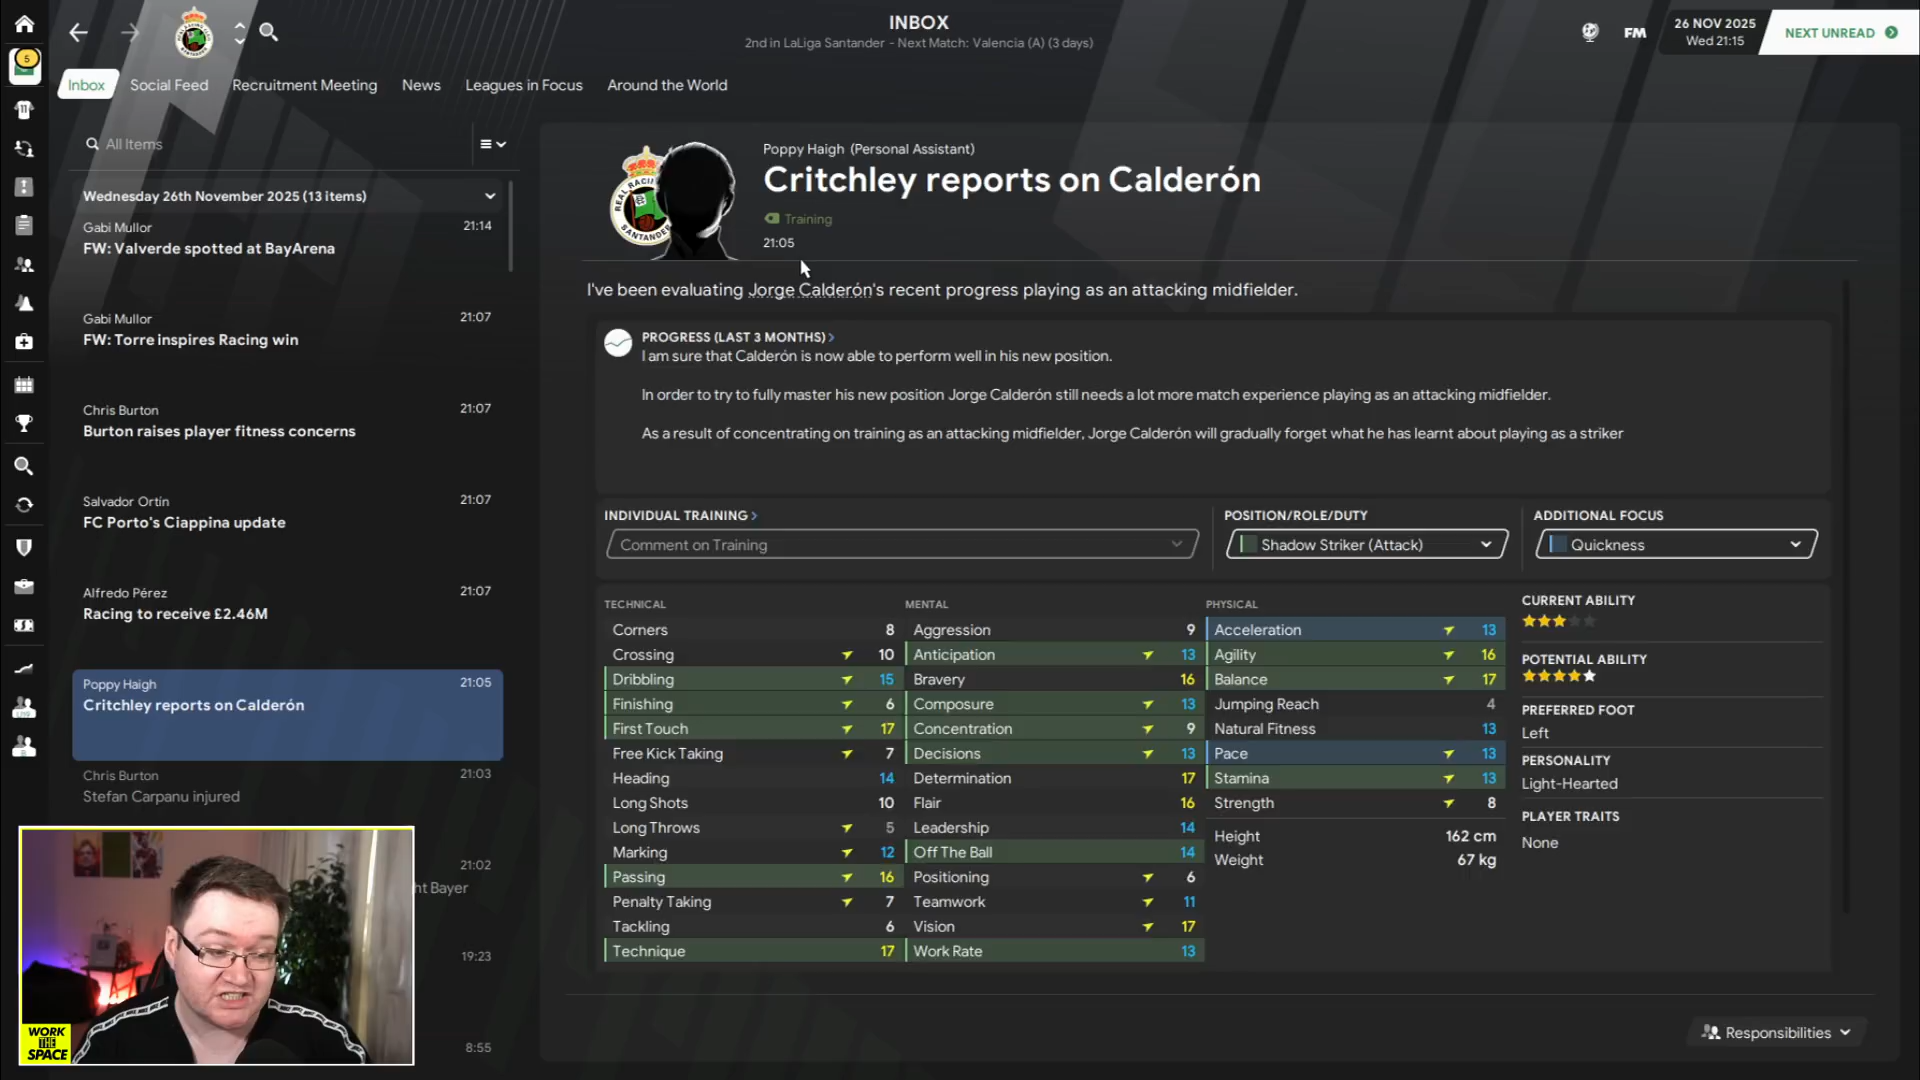 INBOX
2nd in LaLiga Santander - Next Match: Valencia (A) (3 days)
FM
26 NOV 2025
Wed 21:15
NEXT UNREAD
5
Inbox
Social Feed
Recruitment Meeting
News
Leagues in Focus
Around the World
All Items
Wednesday 26th November 2025 (13 items)
Gabi Mullor
21:14
FW: Valverde spotted at BayArena
Gabi Mullor
21:07
FW: Torre inspires Racing win
Chris Burton
21:07
Burton raises player fitness concerns
Salvador Ortín
21:07
FC Porto's Ciappina update
Alfredo Pérez
21:07
Racing to receive £2.46M
Poppy Haigh
21:05
Critchley reports on Calderón
Chris Burton
21:03
Stefan Carpanu injured
21:02
ht Bayer
19:23
8:55
WORK
THE
SPACE
Poppy Haigh (Personal Assistant)
Critchley reports on Calderón
Training
21:05
I've been evaluating Jorge Calderón's recent progress playing as an attacking midfielder.
PROGRESS (LAST 3 MONTHS)
I am sure that Calderón is now able to perform well in his new position.
In order to try to fully master his new position Jorge Calderón still needs a lot more match experience playing as an attacking midfielder.
As a result of concentrating on training as an attacking midfielder, Jorge Calderón will gradually forget what he has learnt about playing as a striker
INDIVIDUAL TRAINING
Comment on Training
POSITION/ROLE/DUTY
Shadow Striker (Attack)
ADDITIONAL FOCUS
Quickness
TECHNICAL
Corners 8
Crossing 10
Dribbling 15
Finishing 6
First Touch 17
Free Kick Taking 7
Heading 14
Long Shots 10
Long Throws 5
Marking 12
Passing 16
Penalty Taking 7
Tackling 6
Technique 17
MENTAL
Aggression 9
Anticipation 13
Bravery 16
Composure 13
Concentration 9
Decisions 13
Determination 17
Flair 16
Leadership 14
Off The Ball 14
Positioning 6
Teamwork 11
Vision 17
Work Rate 13
PHYSICAL
Acceleration 13
Agility 16
Balance 17
Jumping Reach 4
Natural Fitness 13
Pace 13
Stamina 13
Strength 8
Height 162 cm
Weight 67 kg
CURRENT ABILITY
POTENTIAL ABILITY
PREFERRED FOOT
Left
PERSONALITY
Light-Hearted
PLAYER TRAITS
None
Responsibilities